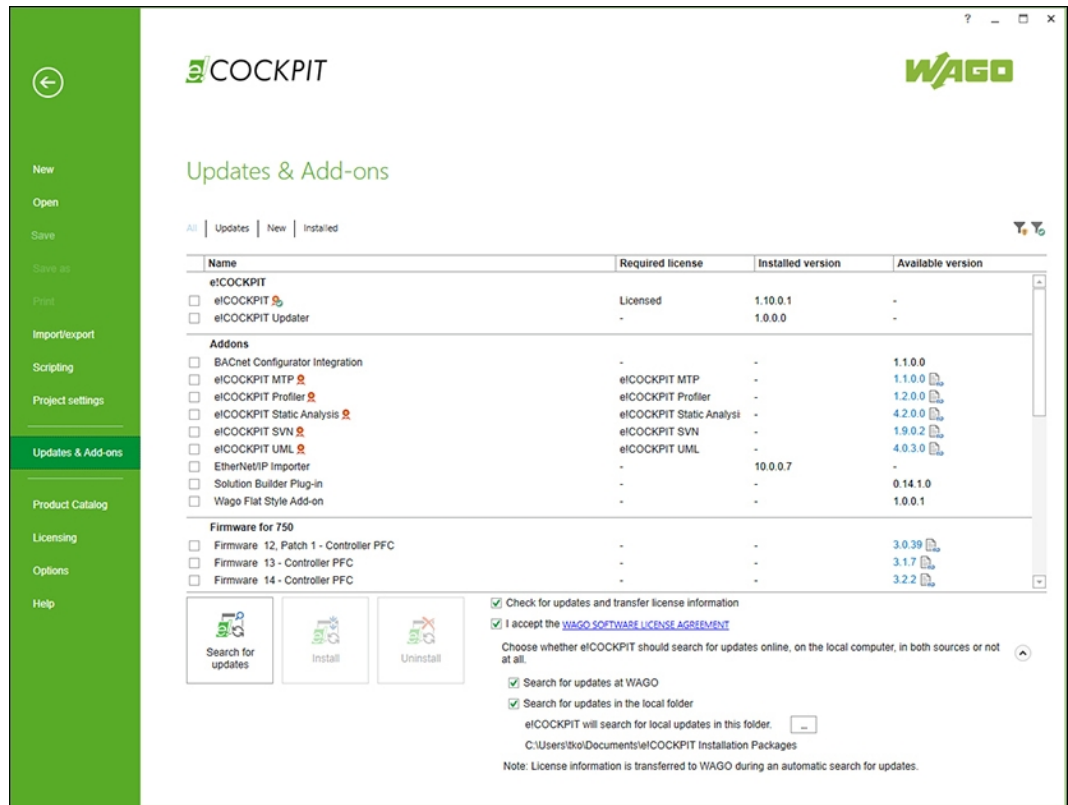 ?
e!COCKPIT
WAGO
New
Open
Save
Save as
Print
Import/export
Scripting
Project settings
Updates & Add-ons
Product Catalog
Licensing
Options
Help
Updates & Add-ons
All | Updates | New | Installed
Name Required license Installed version Available version
e!COCKPIT
e!COCKPIT Licensed 1.10.0.1 -
e!COCKPIT Updater - 1.0.0.0 -
Addons
BACnet Configurator Integration - - 1.1.0.0
e!COCKPIT MTP e!COCKPIT MTP - 1.1.0.0
e!COCKPIT Profiler e!COCKPIT Profiler - 1.2.0.0
e!COCKPIT Static Analysis e!COCKPIT Static Analysi - 4.2.0.0
e!COCKPIT SVN e!COCKPIT SVN - 1.9.0.2
e!COCKPIT UML e!COCKPIT UML - 4.0.3.0
EtherNet/IP Importer - 10.0.0.7 -
Solution Builder Plug-in - - 0.14.1.0
Wago Flat Style Add-on - - 1.0.0.1
Firmware for 750
Firmware 12, Patch 1 - Controller PFC - - 3.0.39
Firmware 13 - Controller PFC - - 3.1.7
Firmware 14 - Controller PFC - - 3.2.2
Search for
updates
Install
Uninstall
Check for updates and transfer license information
I accept the WAGO SOFTWARE LICENSE AGREEMENT
Choose whether e!COCKPIT should search for updates online, on the local computer, in both sources or not
at all.
Search for updates at WAGO
Search for updates in the local folder
e!COCKPIT will search for local updates in this folder. ...
C:\Users\tko\Documents\e!COCKPIT Installation Packages
Note: License information is transferred to WAGO during an automatic search for updates.